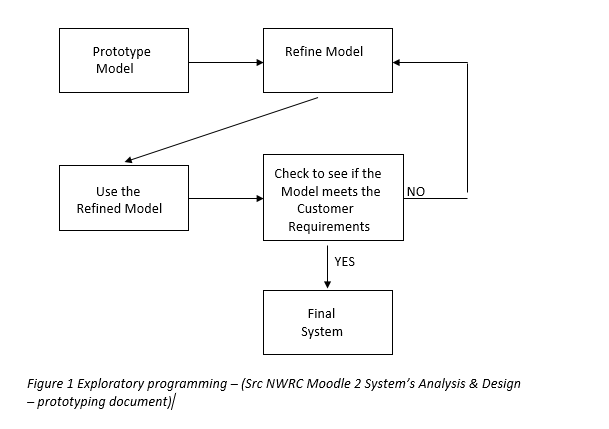 Prototype
Model
Refine Model
Use the
Refined Model
Check to see if the
Model meets the
Customer
Requirements
NO
YES
Final
System
Figure 1 Exploratory programming – (Src NWRC Moodle 2 System's Analysis & Design
– prototyping document)